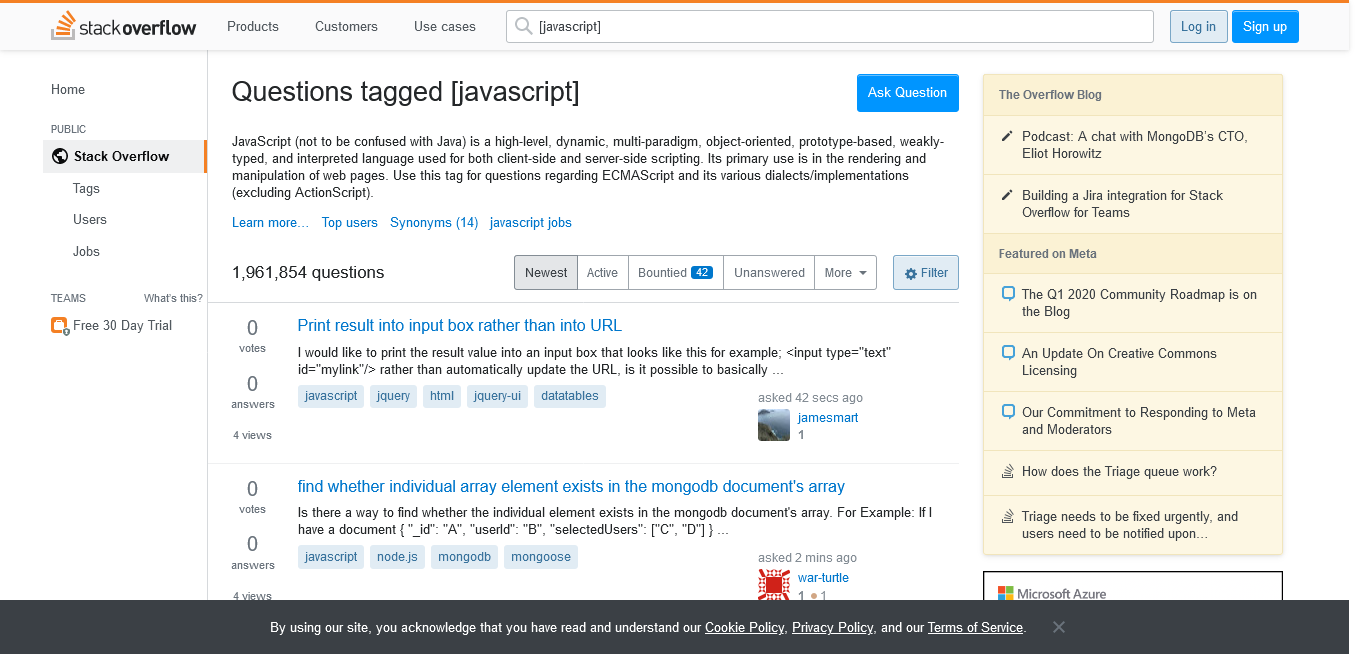 stackoverflow
Products
Customers
Use cases
[javascript]
Log in
Sign up
Home
PUBLIC
Stack Overflow
Tags
Users
Jobs
TEAMS
What's this?
Free 30 Day Trial
Questions tagged [javascript]
Ask Question
JavaScript (not to be confused with Java) is a high-level, dynamic, multi-paradigm, object-oriented, prototype-based, weakly-
typed, and interpreted language used for both client-side and server-side scripting. Its primary use is in the rendering and
manipulation of web pages. Use this tag for questions regarding ECMAScript and its various dialects/implementations
(excluding ActionScript).
Learn more… Top users Synonyms (14) javascript jobs
1,961,854 questions
Newest
Active
Bountied 42
Unanswered
More
Filter
0
votes
0
answers
4 views
Print result into input box rather than into URL
I would like to print the result value into an input box that looks like this for example; <input type="text"
id="mylink"/> rather than automatically update the URL, is it possible to basically ...
javascript jquery html jquery-ui datatables
asked 42 secs ago
jamesmart
1
0
votes
0
answers
4 views
find whether individual array element exists in the mongodb document's array
Is there a way to find whether the individual element exists in the mongodb document's array. For Example: If I
have a document { "_id": "A", "userId": "B", "selectedUsers": ["C", "D"] } ...
javascript node.js mongodb mongoose
asked 2 mins ago
war-turtle
1 ●1
The Overflow Blog
Podcast: A chat with MongoDB's CTO,
Eliot Horowitz
Building a Jira integration for Stack
Overflow for Teams
Featured on Meta
The Q1 2020 Community Roadmap is on
the Blog
An Update On Creative Commons
Licensing
Our Commitment to Responding to Meta
and Moderators
How does the Triage queue work?
Triage needs to be fixed urgently, and
users need to be notified upon…
Microsoft Azure
By using our site, you acknowledge that you have read and understand our Cookie Policy, Privacy Policy, and our Terms of Service.